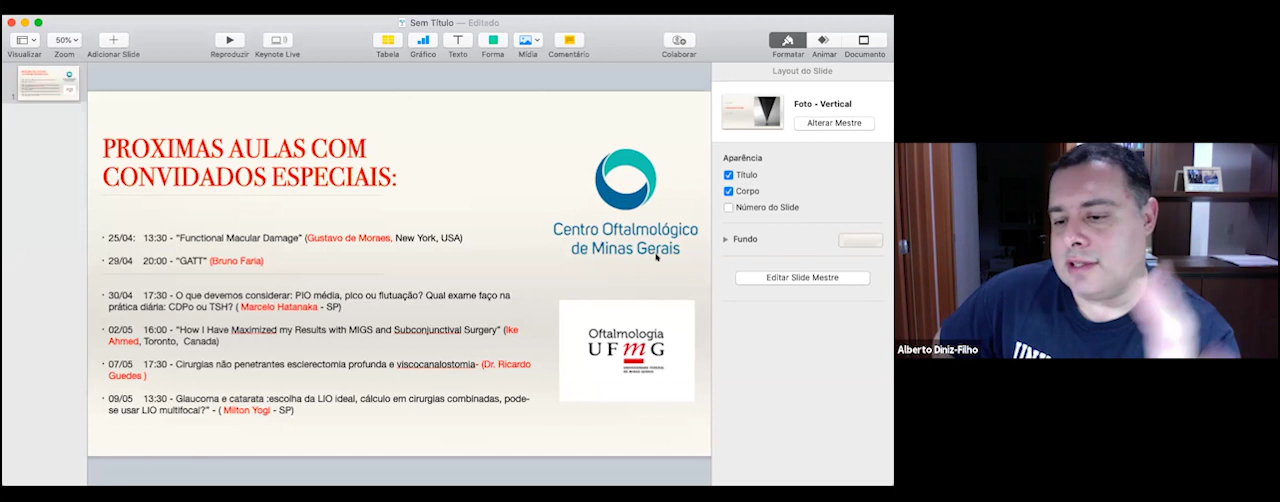 Sem Título — Editado
50%
Visualizar Zoom Adicionar Slide Reproduzir Keynote Live Tabela Gráfico Texto Forma Mídia Comentário Colaborar Formatar Animar Documento
Layout do Slide
1
Foto - Vertical
Alterar Mestre
Aparência
Título
Corpo
Número do Slide
Fundo
Editar Slide Mestre
PROXIMAS AULAS COM
CONVIDADOS ESPECIAIS:
· 25/04: 13:30 - “Functional Macular Damage” (Gustavo de Moraes, New York, USA)
· 29/04 20:00 - “GATT” (Bruno Faria)
· 30/04 17:30 - O que devemos considerar: PIO média, pico ou flutuação? Qual exame faço na
prática diária: CDPo ou TSH? ( Marcelo Hatanaka - SP)
· 02/05 16:00 - “How I Have Maximized my Results with MIGS and Subconjunctival Surgery” (Ike
Ahmed, Toronto, Canada)
· 07/05 17:30 - Cirurgias não penetrantes esclerectomia profunda e viscocanalostomia- (Dr. Ricardo
Guedes )
· 09/05 13:30 - Glaucoma e catarata :escolha da LIO ideal, cálculo em cirurgias combinadas, pode-
se usar LIO multifocal?” - ( Milton Yogi - SP)
Centro Oftalmológico
de Minas Gerais
Oftalmologia
UFmG
UNIVERSIDADE FEDERAL
DE MINAS GERAIS
Alberto Diniz-Filho